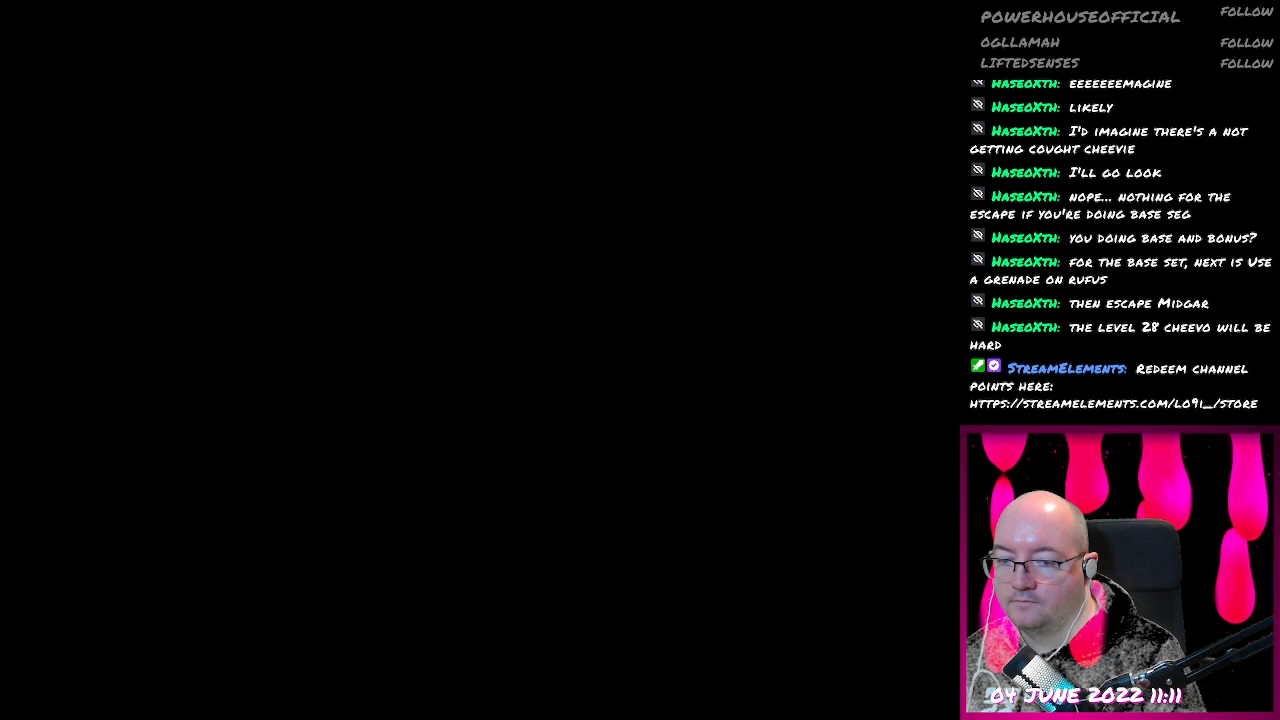 POWERHOUSEOFFICIAL FOLLOW
OGLLAMAH FOLLOW
LIFTEDSENSES FOLLOW
HaseoXth: EEEEEEEMAGINE
HaseoXth: LIKELY
HaseoXth: I'D IMAGINE THERE'S A NOT
GETTING COUGHT CHEEVIE
HaseoXth: I'LL GO LOOK
HaseoXth: NOPE... NOTHING FOR THE
ESCAPE IF YOU'RE DOING BASE SEG
HaseoXth: YOU DOING BASE AND BONUS?
HaseoXth: FOR THE BASE SET, NEXT IS USE
A GRENADE ON RUFUS
HaseoXth: THEN ESCAPE MIDGAR
HaseoXth: THE LEVEL 28 CHEEVO WILL BE
HARD
StreamElements: REDEEM CHANNEL
POINTS HERE:
HTTPS://STREAMELEMENTS.COM/LO9I_/STORE
04 JUNE 2022 11:11